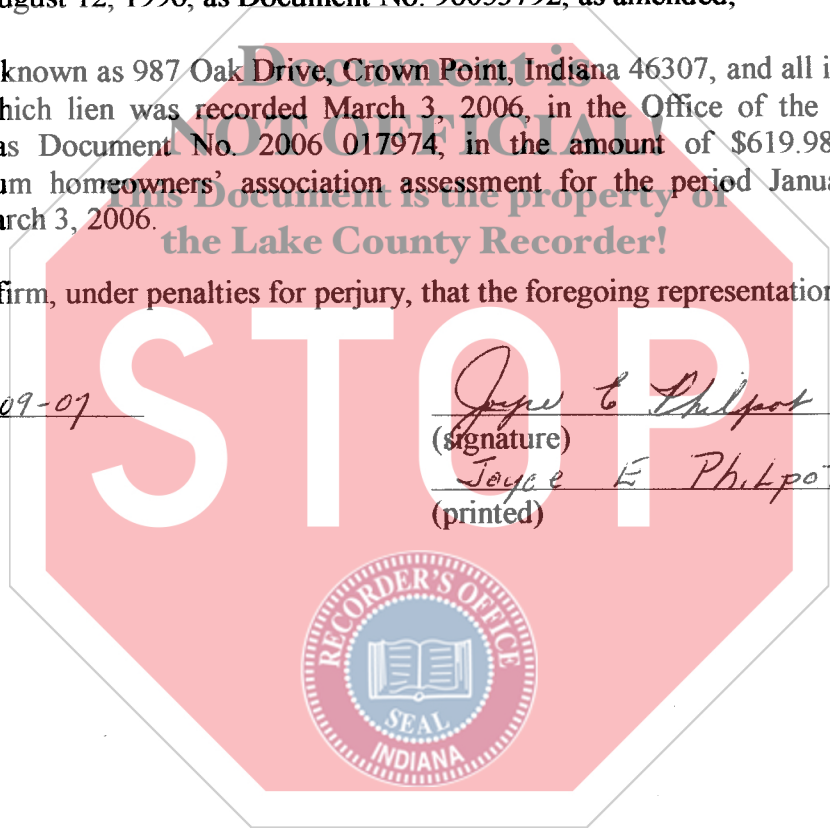 ugust 12, 1996, as Document No. 96053792, as amended,
known as 987 Oak Drive, Crown Point, Indiana 46307, and all i
hich lien was recorded March 3, 2006, in the Office of the
as Document No. 2006 017974, in the amount of $619.98
um homeowners' association assessment for the period Janua
arch 3, 2006.
Document is
NOT OFFICIAL!
This Document is the property of
the Lake County Recorder!
firm, under penalties for perjury, that the foregoing representation
STOP
09-07
Joyce E Philpot
(signature)
Joyce E Philpot
(printed)
RECORDER'S OFFICE
SEAL
INDIANA